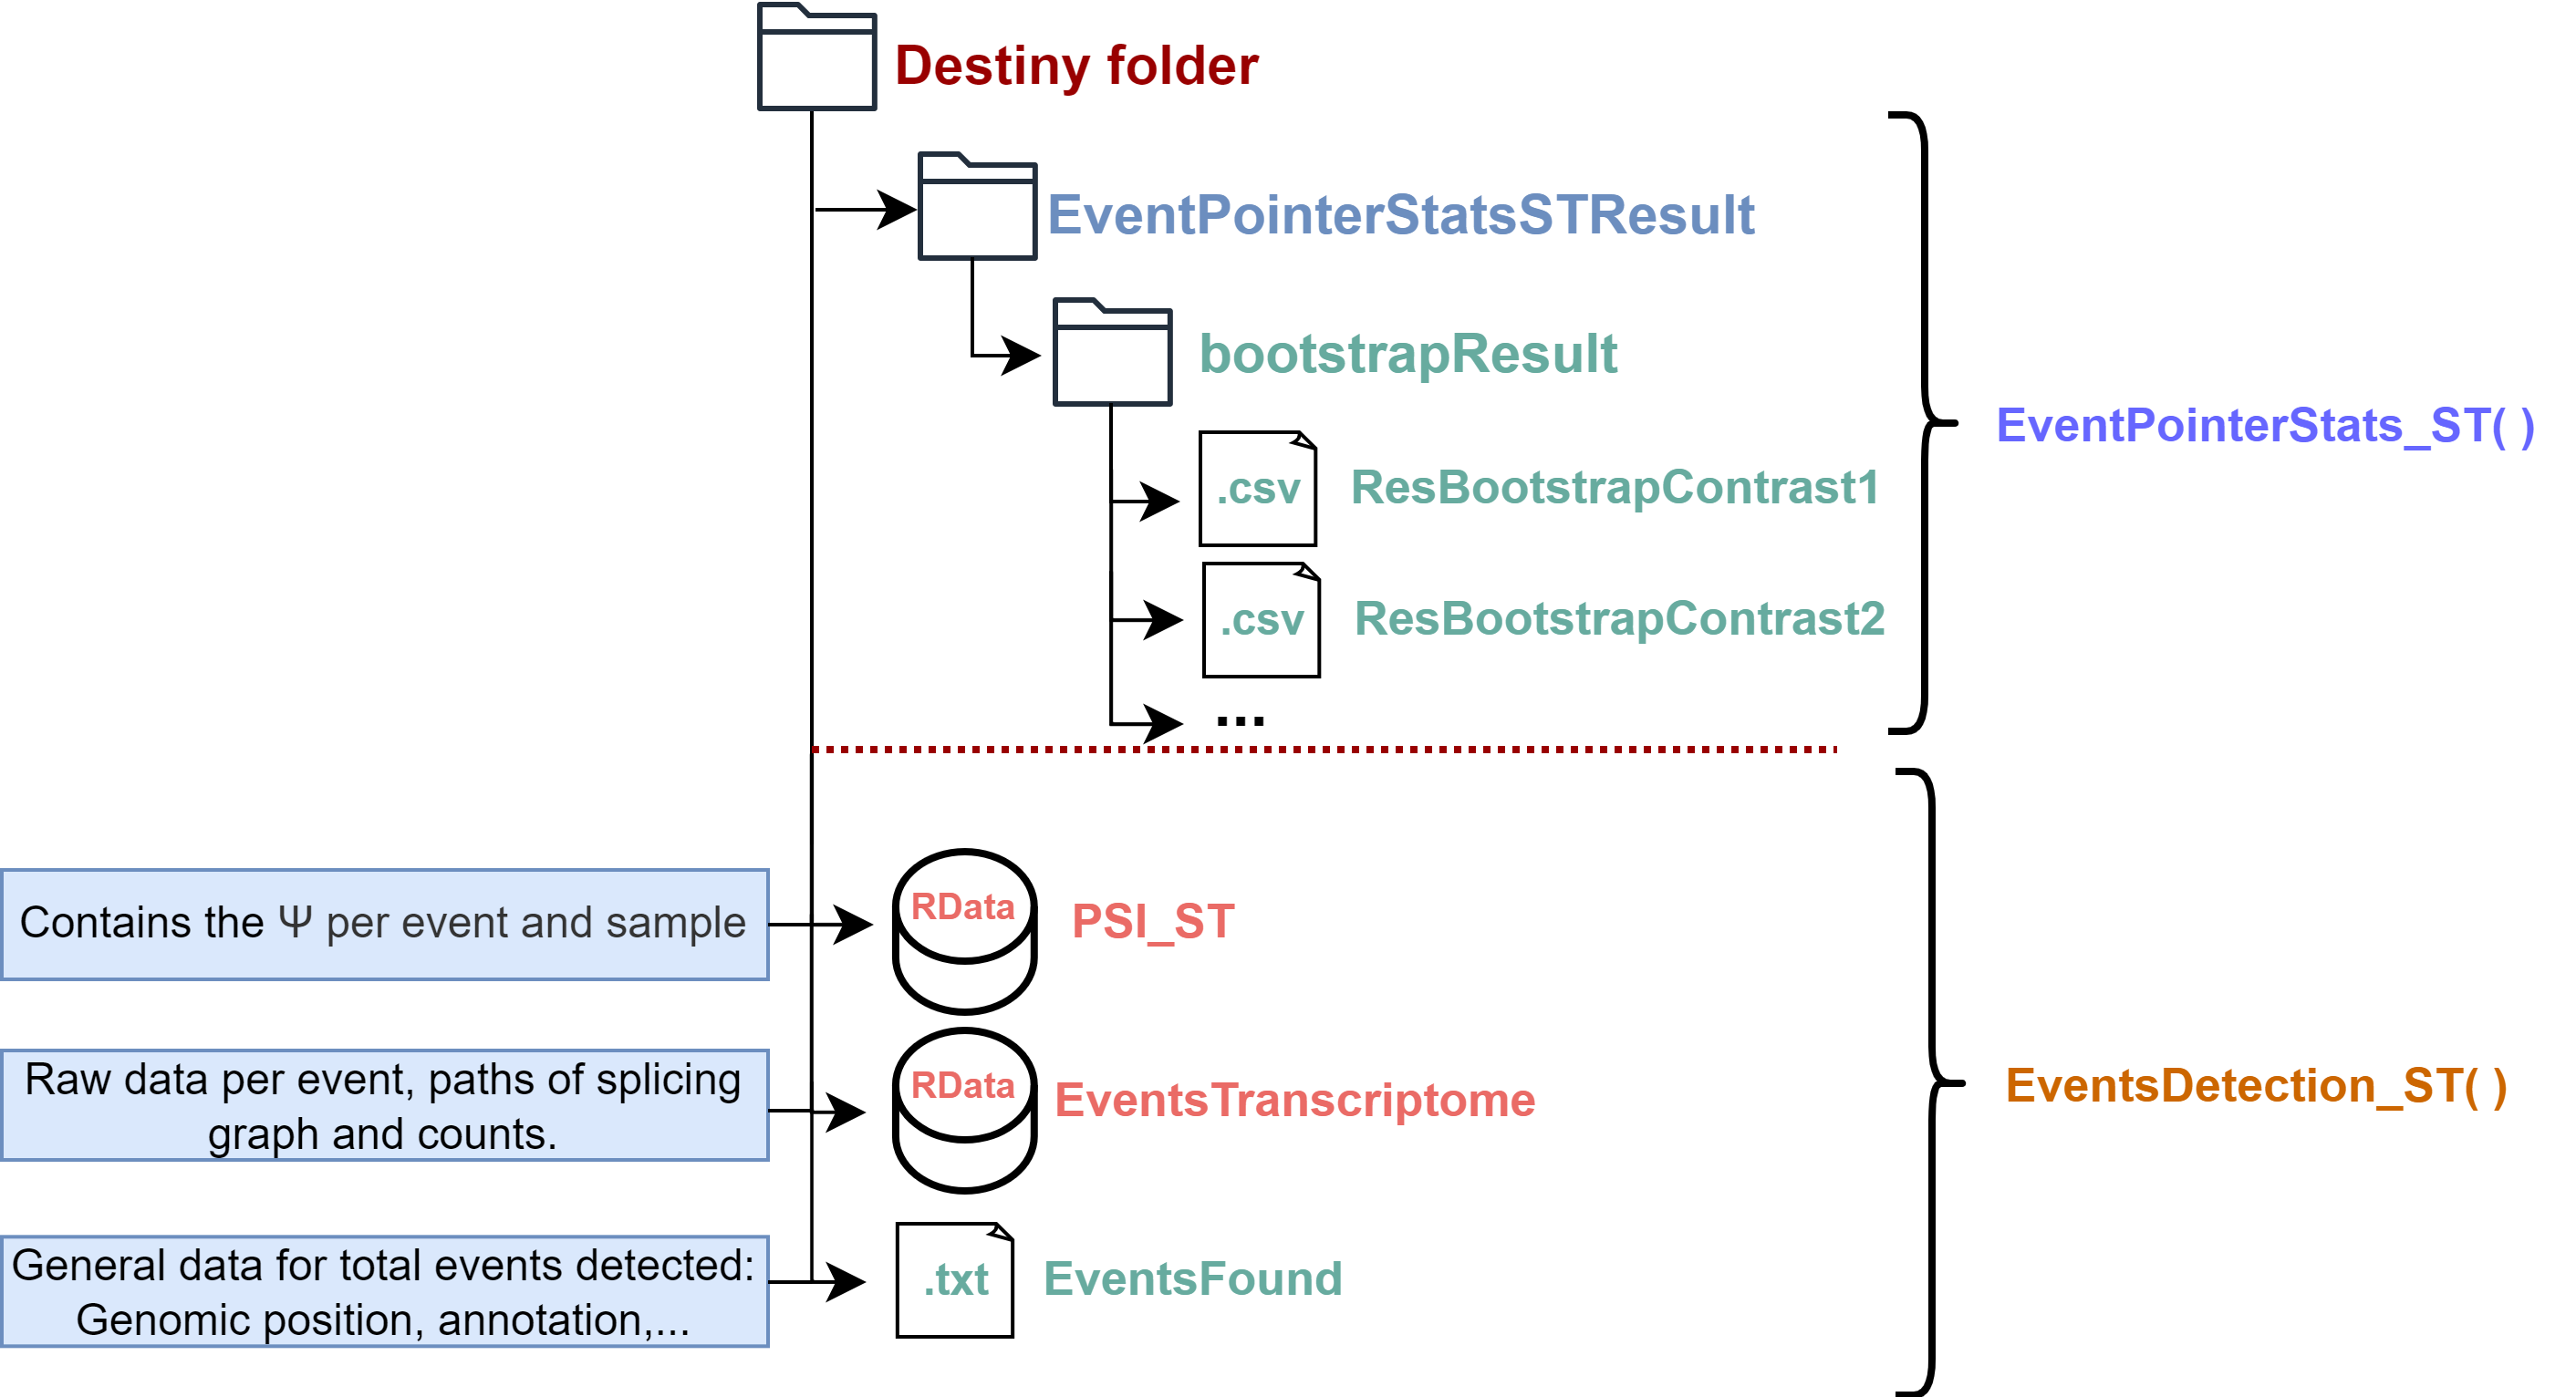 Destiny folder
EventPointerStatsSTResult
bootstrapResult
.csv ResBootstrapContrast1
.csv ResBootstrapContrast2
...
EventPointerStats_ST( )
Contains the Ψ per event and sample
RData PSI_ST
Raw data per event, paths of splicing
graph and counts.
RData EventsTranscriptome
EventsDetection_ST( )
General data for total events detected:
Genomic position, annotation,...
.txt EventsFound